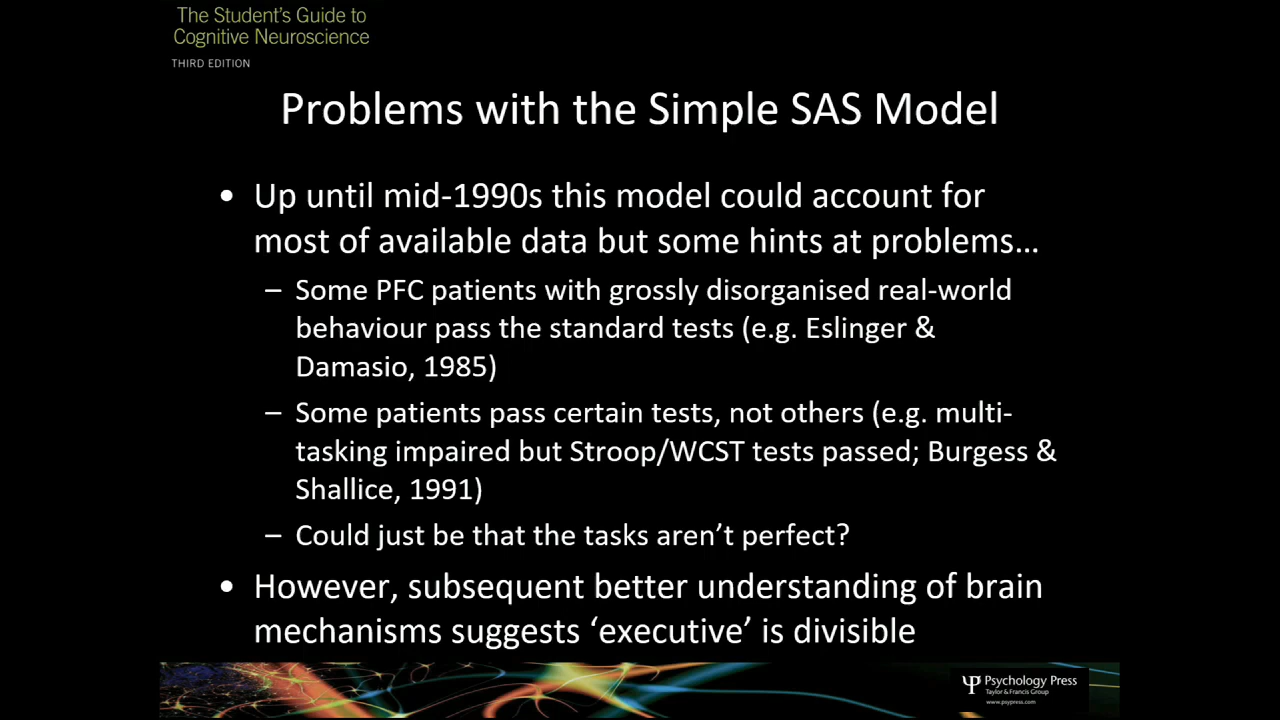 The Student's Guide to
Cognitive Neuroscience
THIRD EDITION
Problems with the Simple SAS Model
• Up until mid-1990s this model could account for
most of available data but some hints at problems…
– Some PFC patients with grossly disorganised real-world
behaviour pass the standard tests (e.g. Eslinger &
Damasio, 1985)
– Some patients pass certain tests, not others (e.g. multi-
tasking impaired but Stroop/WCST tests passed; Burgess &
Shallice, 1991)
– Could just be that the tasks aren’t perfect?
• However, subsequent better understanding of brain
mechanisms suggests ‘executive’ is divisible
Psychology Press
Taylor & Francis Group
www.psypress.com